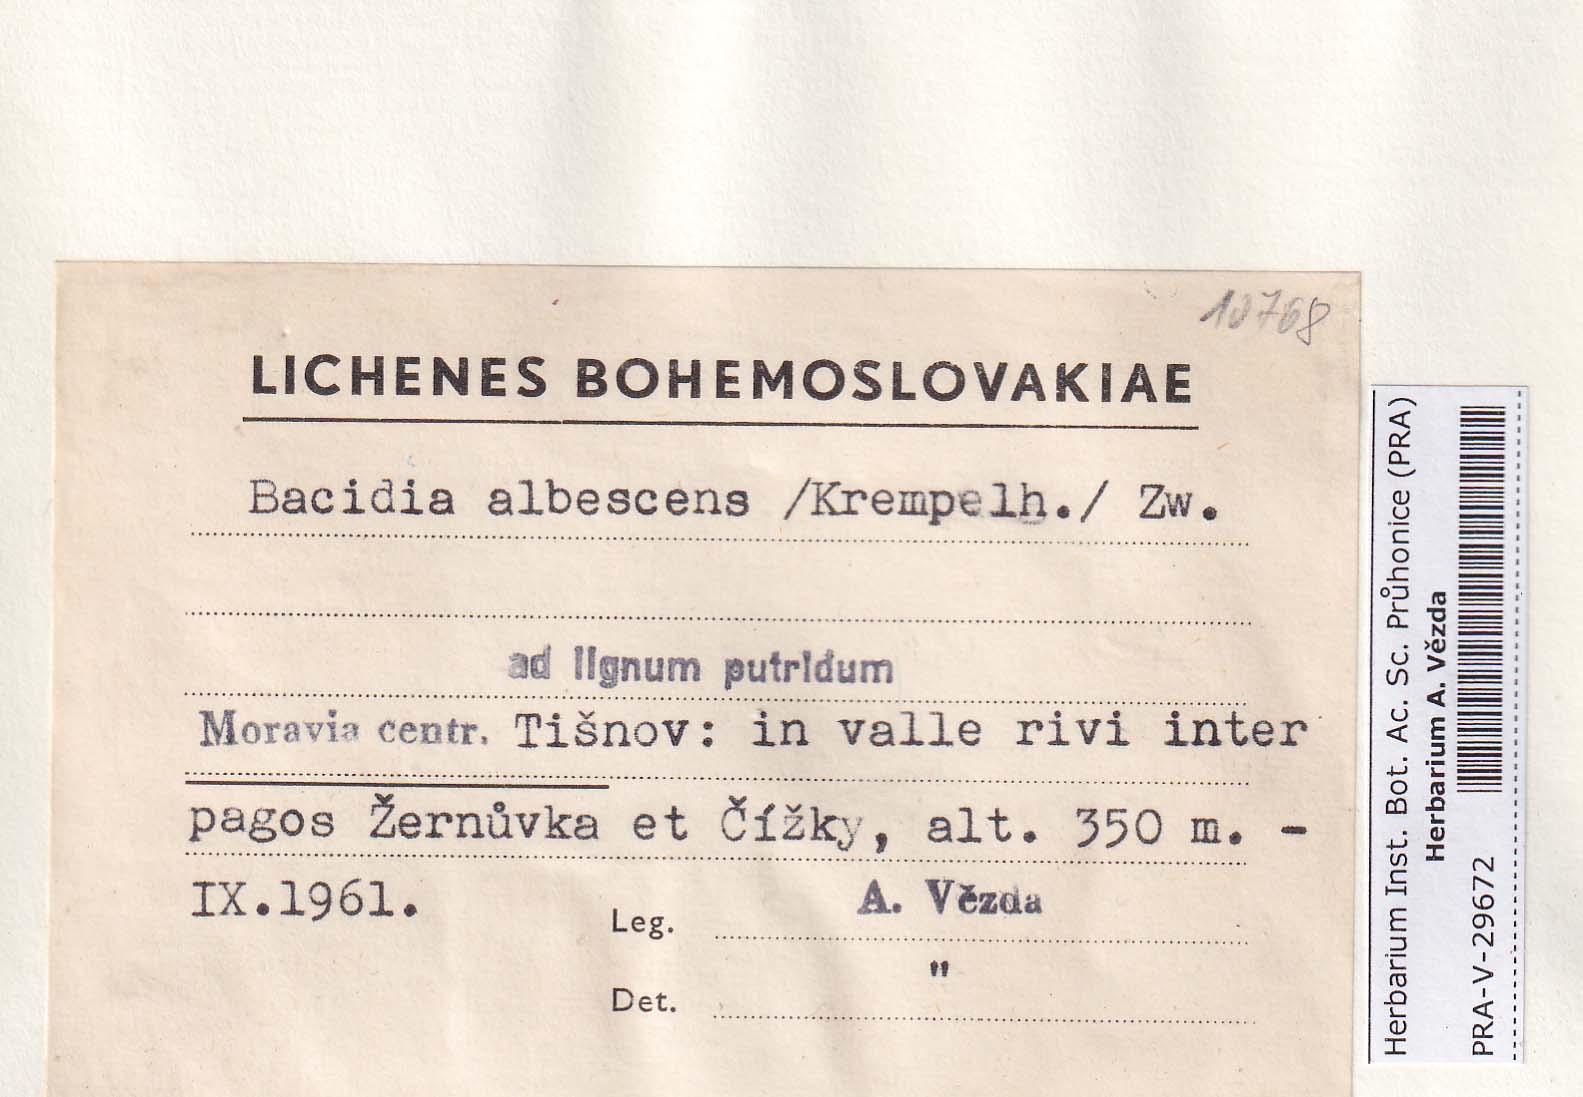 10768
LICHENES BOHEMOSLOVAKIAE
Bacidia albescens /Krempelh./ Zw.
ad lignum putridum
Moravia centr. Tišnov: in valle rivi inter
pagos Žernůvka et Čížky, alt. 350 m. -
IX.1961.
Leg. A. Vězda
Det. "
Herbarium Inst. Bot. Ac. Sc. Průhonice (PRA)
Herbarium A. Vězda
PRA-V-29672